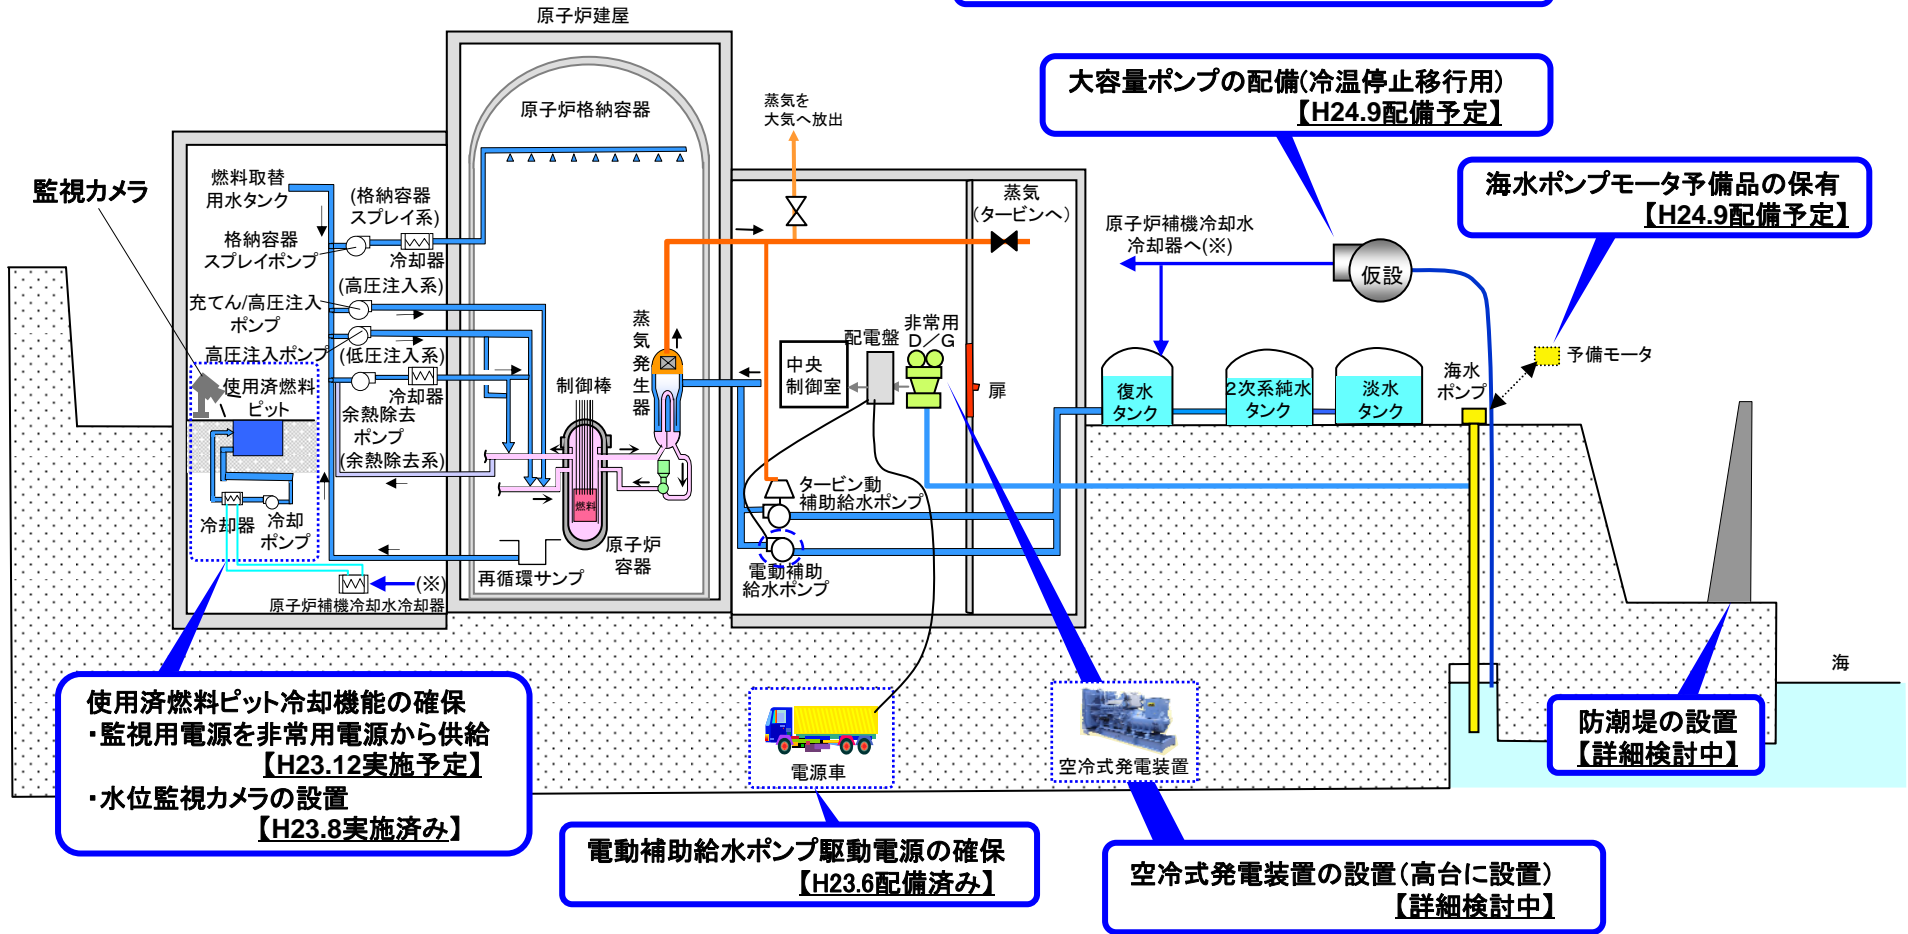 原子炉建屋
大容量ポンプの配備(冷温停止移行用)
【H24.9配備予定】
蒸気を
大気へ放出
原子炉格納容器
海水ポンプモータ予備品の保有
【H24.9配備予定】
監視カメラ
燃料取替
用水タンク
(格納容器
スプレイ系)
蒸気
(タービンへ)
原子炉補機冷却水
冷却器へ(※)
格納容器
スプレイポンプ
冷却器
仮設
(高圧注入系)
充てん/高圧注入
ポンプ
蒸気発生器
配電盤
非常用
D/G
高圧注入ポンプ
(低圧注入系)
中央
制御室
予備モータ
海水
ポンプ
使用済燃料
ピット
冷却器
制御棒
扉
復水
タンク
2次系純水
タンク
淡水
タンク
余熱除去
ポンプ
(余熱除去系)
タービン動
補助給水ポンプ
燃料
冷却器
冷却
ポンプ
原子炉
容器
再循環サンプ
電動補助
給水ポンプ
(※)
原子炉補機冷却水冷却器
海
使用済燃料ピット冷却機能の確保
・監視用電源を非常用電源から供給
【H23.12実施予定】
・水位監視カメラの設置
【H23.8実施済み】
電源車
空冷式発電装置
防潮堤の設置
【詳細検討中】
電動補助給水ポンプ駆動電源の確保
【H23.6配備済み】
空冷式発電装置の設置(高台に設置)
【詳細検討中】